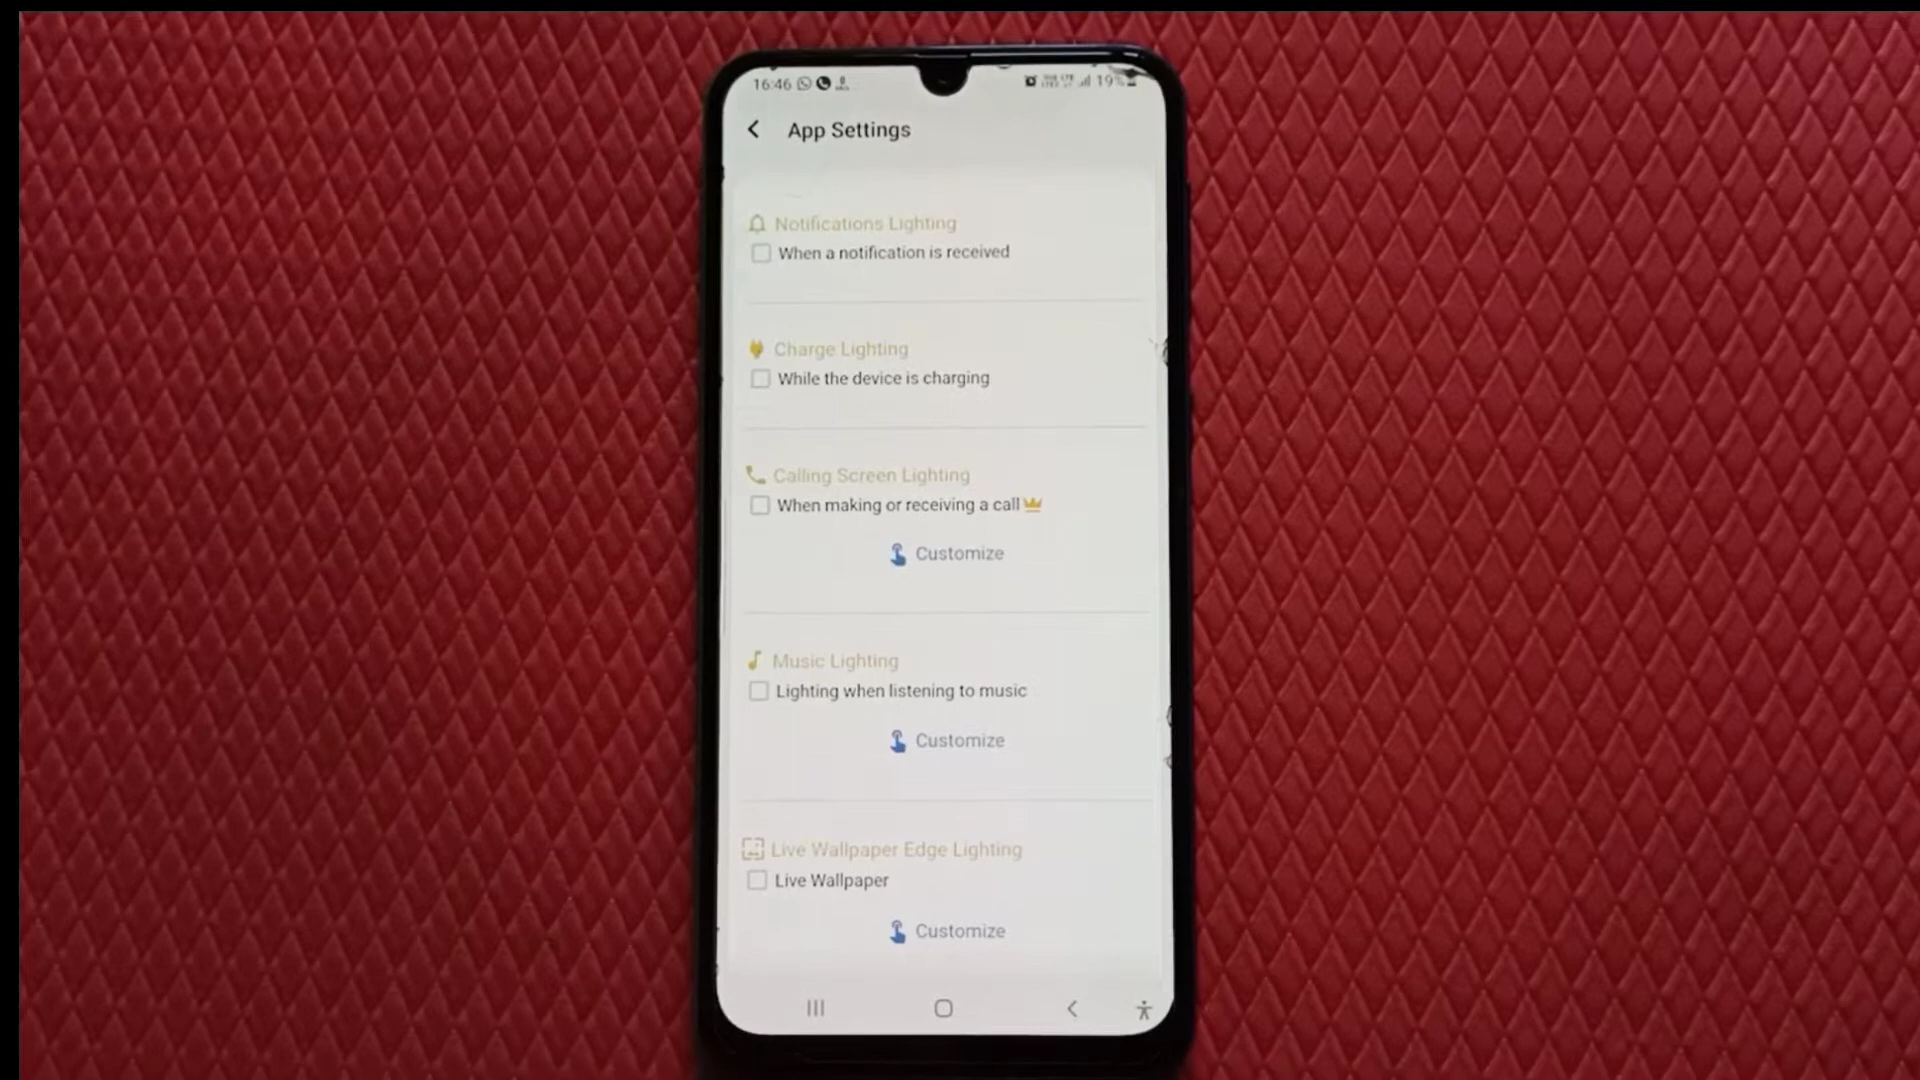 16:46 19%
App Settings
Notifications Lighting
When a notification is received
Charge Lighting
While the device is charging
Calling Screen Lighting
When making or receiving a call
Customize
Music Lighting
Lighting when listening to music
Customize
Live Wallpaper Edge Lighting
Live Wallpaper
Customize